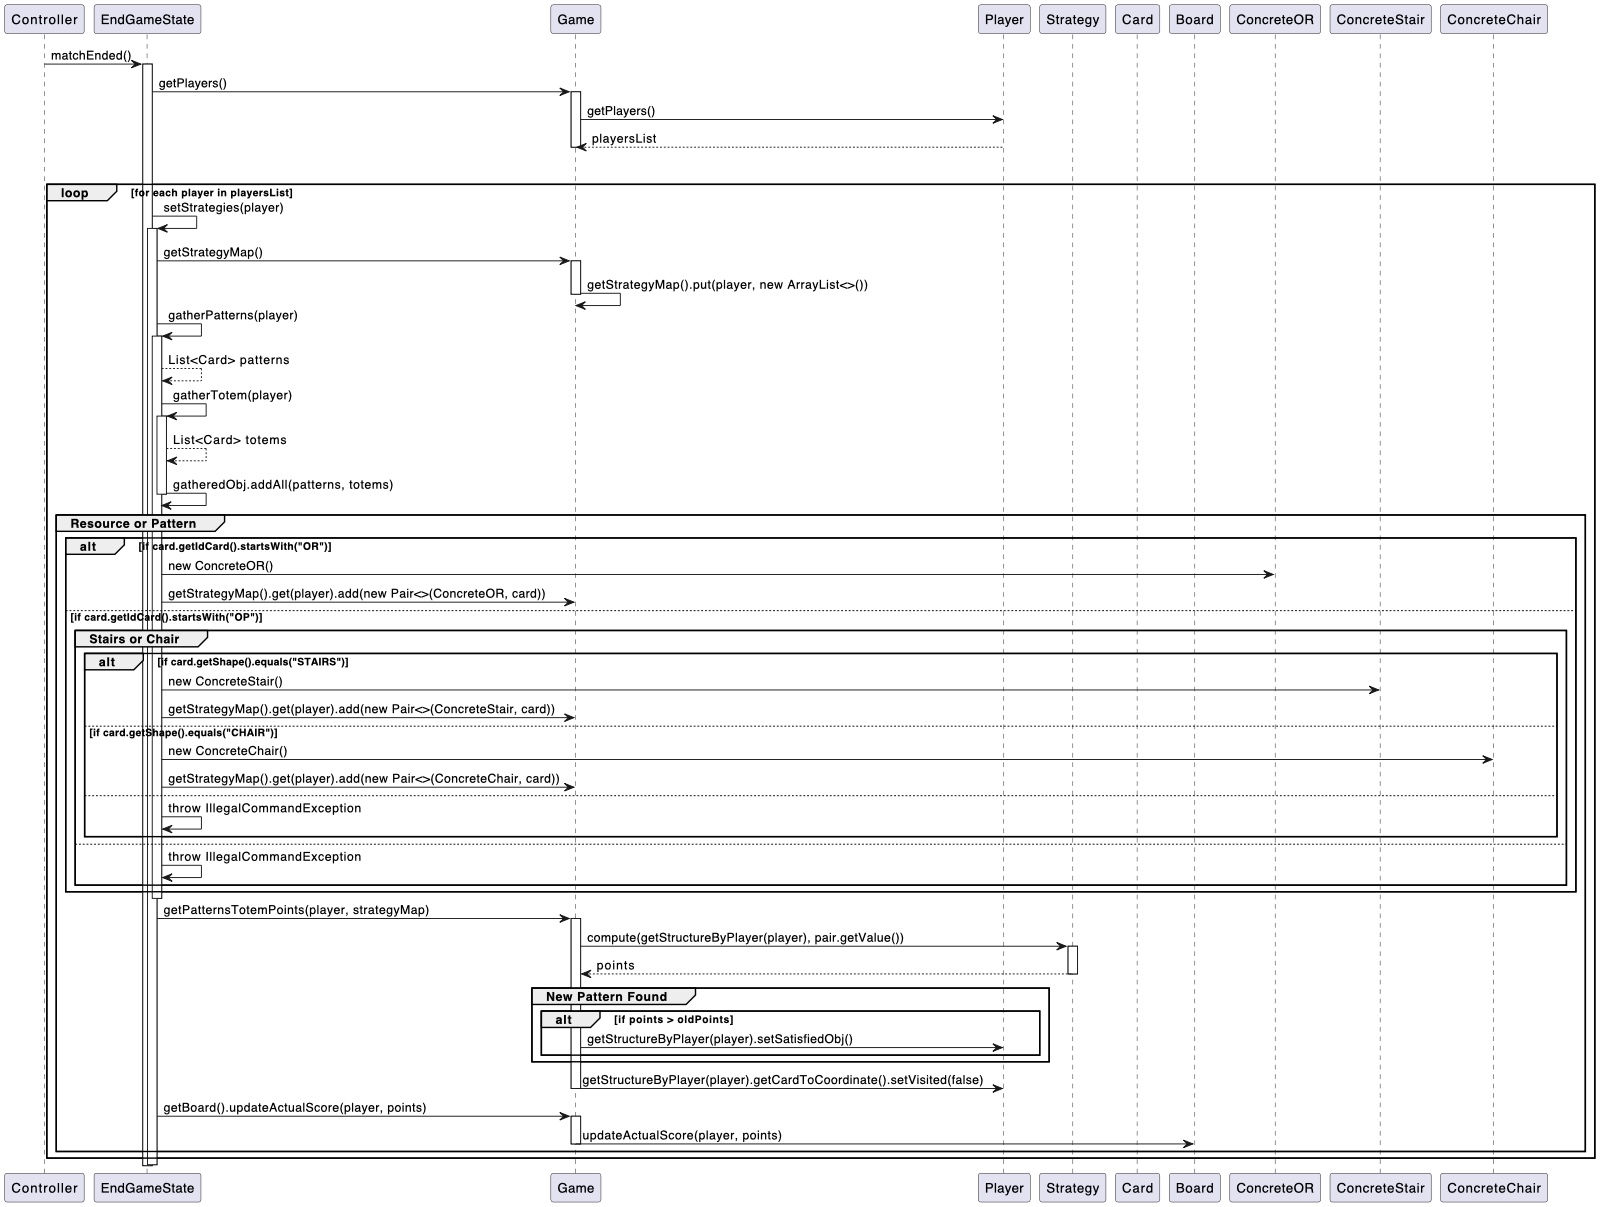 Controller EndGameState Game Player Strategy Card Board ConcreteOR ConcreteStair ConcreteChair
matchEnded()
getPlayers()
getPlayers()
playersList
loop [for each player in playersList]
setStrategies(player)
getStrategyMap()
getStrategyMap().put(player, new ArrayList<>())
gatherPatterns(player)
List<Card> patterns
gatherTotem(player)
List<Card> totems
gatheredObj.addAll(patterns, totems)
Resource or Pattern
alt [if card.getIdCard().startsWith("OR")]
new ConcreteOR()
getStrategyMap().get(player).add(new Pair<>(ConcreteOR, card))
[if card.getIdCard().startsWith("OP")]
Stairs or Chair
alt [if card.getShape().equals("STAIRS")]
new ConcreteStair()
getStrategyMap().get(player).add(new Pair<>(ConcreteStair, card))
[if card.getShape().equals("CHAIR")]
new ConcreteChair()
getStrategyMap().get(player).add(new Pair<>(ConcreteChair, card))
throw IllegalCommandException
throw IllegalCommandException
getPatternsTotemPoints(player, strategyMap)
compute(getStructureByPlayer(player), pair.getValue())
points
New Pattern Found
alt [if points > oldPoints]
getStructureByPlayer(player).setSatisfiedObj()
getStructureByPlayer(player).getCardToCoordinate().setVisited(false)
getBoard().updateActualScore(player, points)
updateActualScore(player, points)
Controller EndGameState Game Player Strategy Card Board ConcreteOR ConcreteStair ConcreteChair